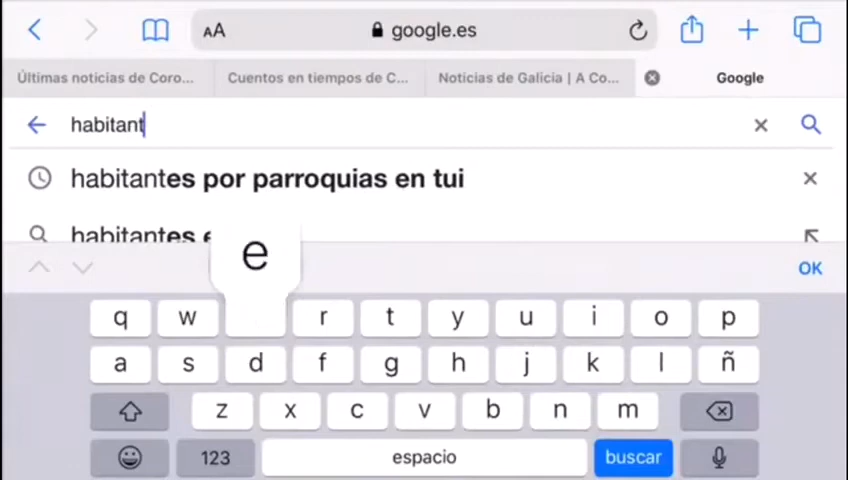 AA google.es
Últimas noticias de Coro... Cuentos en tiempos de C... Noticias de Galicia | A Co... Google
habitant
habitantes por parroquias en tui
habitantes e
e
OK
q w r t y u i o p
a s d f g h j k l ñ
z x c v b n m
123 espacio buscar